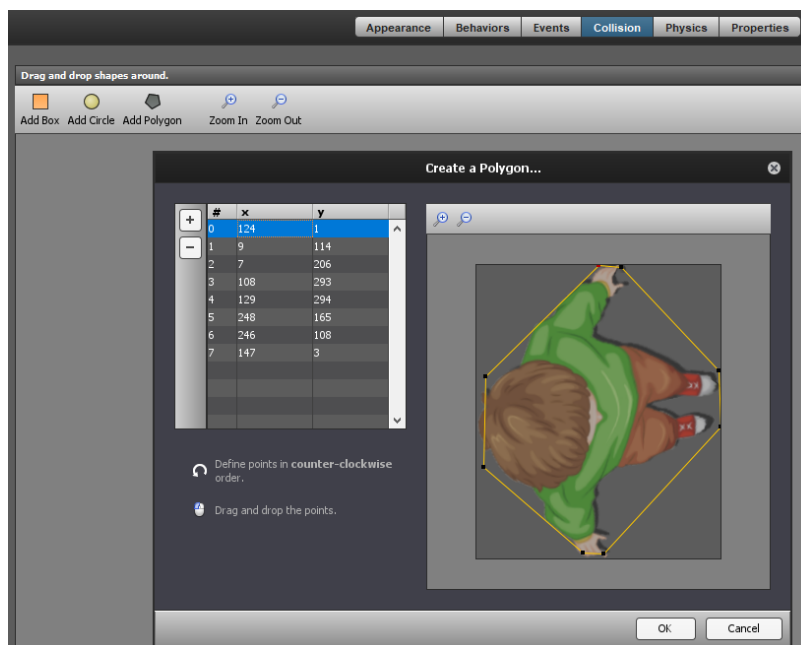 Appearance Behaviors Events Collision Physics Properties
Drag and drop shapes around.
Add Box Add Circle Add Polygon Zoom In Zoom Out
Create a Polygon...
+
−
# x y
0 124 1
1 9 114
2 7 206
3 108 293
4 129 294
5 248 165
6 246 108
7 147 3
Define points in counter-clockwise
order.
Drag and drop the points.
OK Cancel